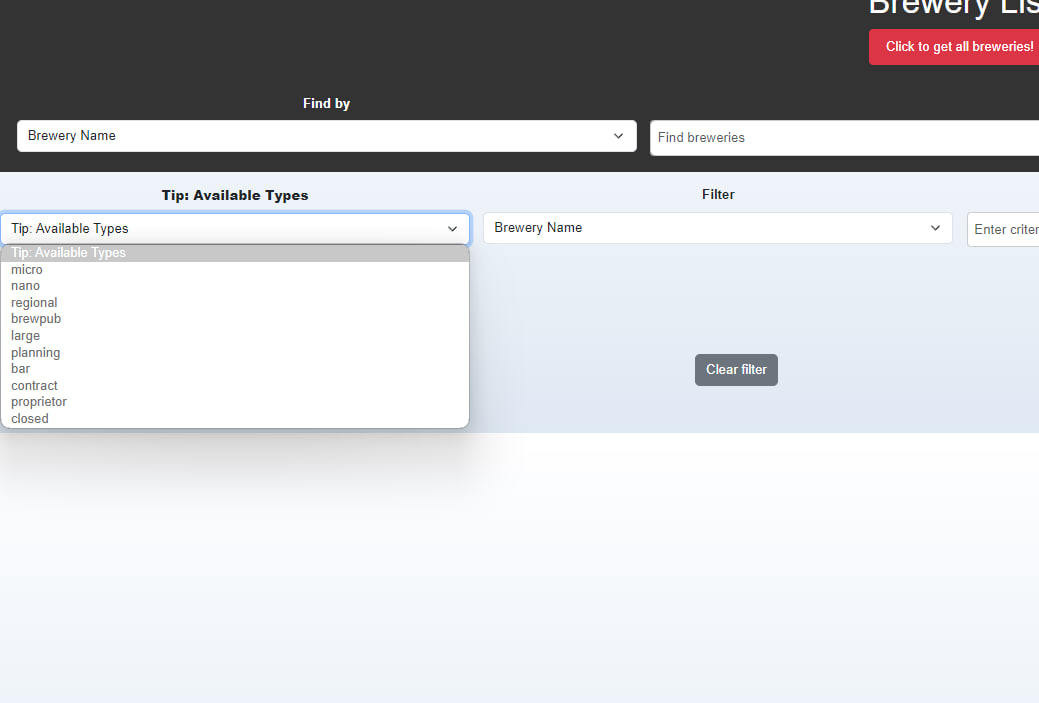 Brewery Lis
Click to get all breweries!
Find by
Brewery Name
Find breweries
Tip: Available Types
Filter
Tip: Available Types
Brewery Name
Enter criter
Tip: Available Types
micro
nano
regional
brewpub
large
planning
bar
contract
proprietor
closed
Clear filter